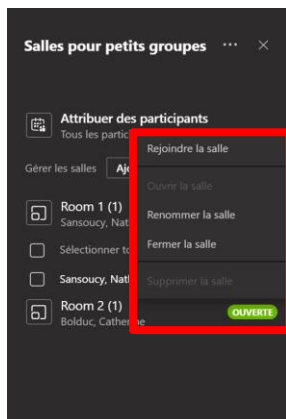 Salles pour petits groupes
Attribuer des participants
Tous les partic
Rejoindre la salle
Gérer les salles Ajo
Ouvrir la salle
Room 1 (1)
Sansoucy, Nat
Renommer la salle
Sélectionner to
Fermer la salle
Sansoucy, Nath
Supprimer la salle
Room 2 (1)
Bolduc, Catherine
OUVERTE